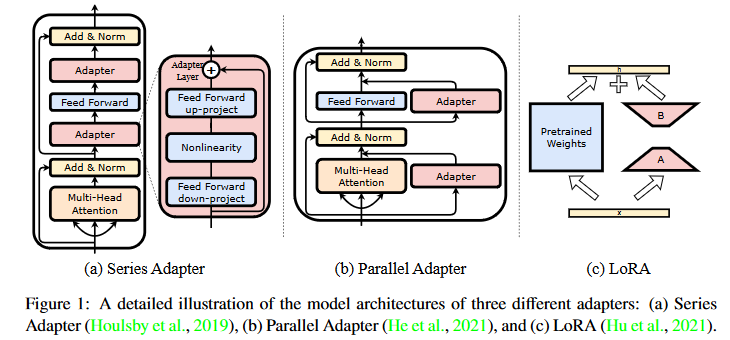 Add & Norm
Adapter
Feed Forward
Adapter
Add & Norm
Multi-Head
Attention
Adapter
Layer
Feed Forward
up-project
Nonlinearity
Feed Forward
down-project
(a) Series Adapter
Add & Norm
Feed Forward
Adapter
Add & Norm
Multi-Head
Attention
Adapter
(b) Parallel Adapter
h
Pretrained
Weights
B
A
x
(c) LoRA
Figure 1: A detailed illustration of the model architectures of three different adapters: (a) Series
Adapter (Houlsby et al., 2019), (b) Parallel Adapter (He et al., 2021), and (c) LoRA (Hu et al., 2021).